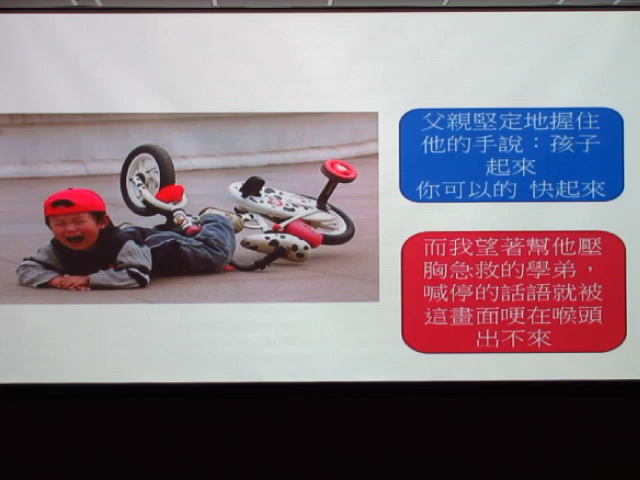 父親堅定地握住
他的手說：孩子
起來
你可以的 快起來
而我望著幫他壓
胸急救的學弟，
喊停的話語就被
這畫面哽在喉頭
出不來